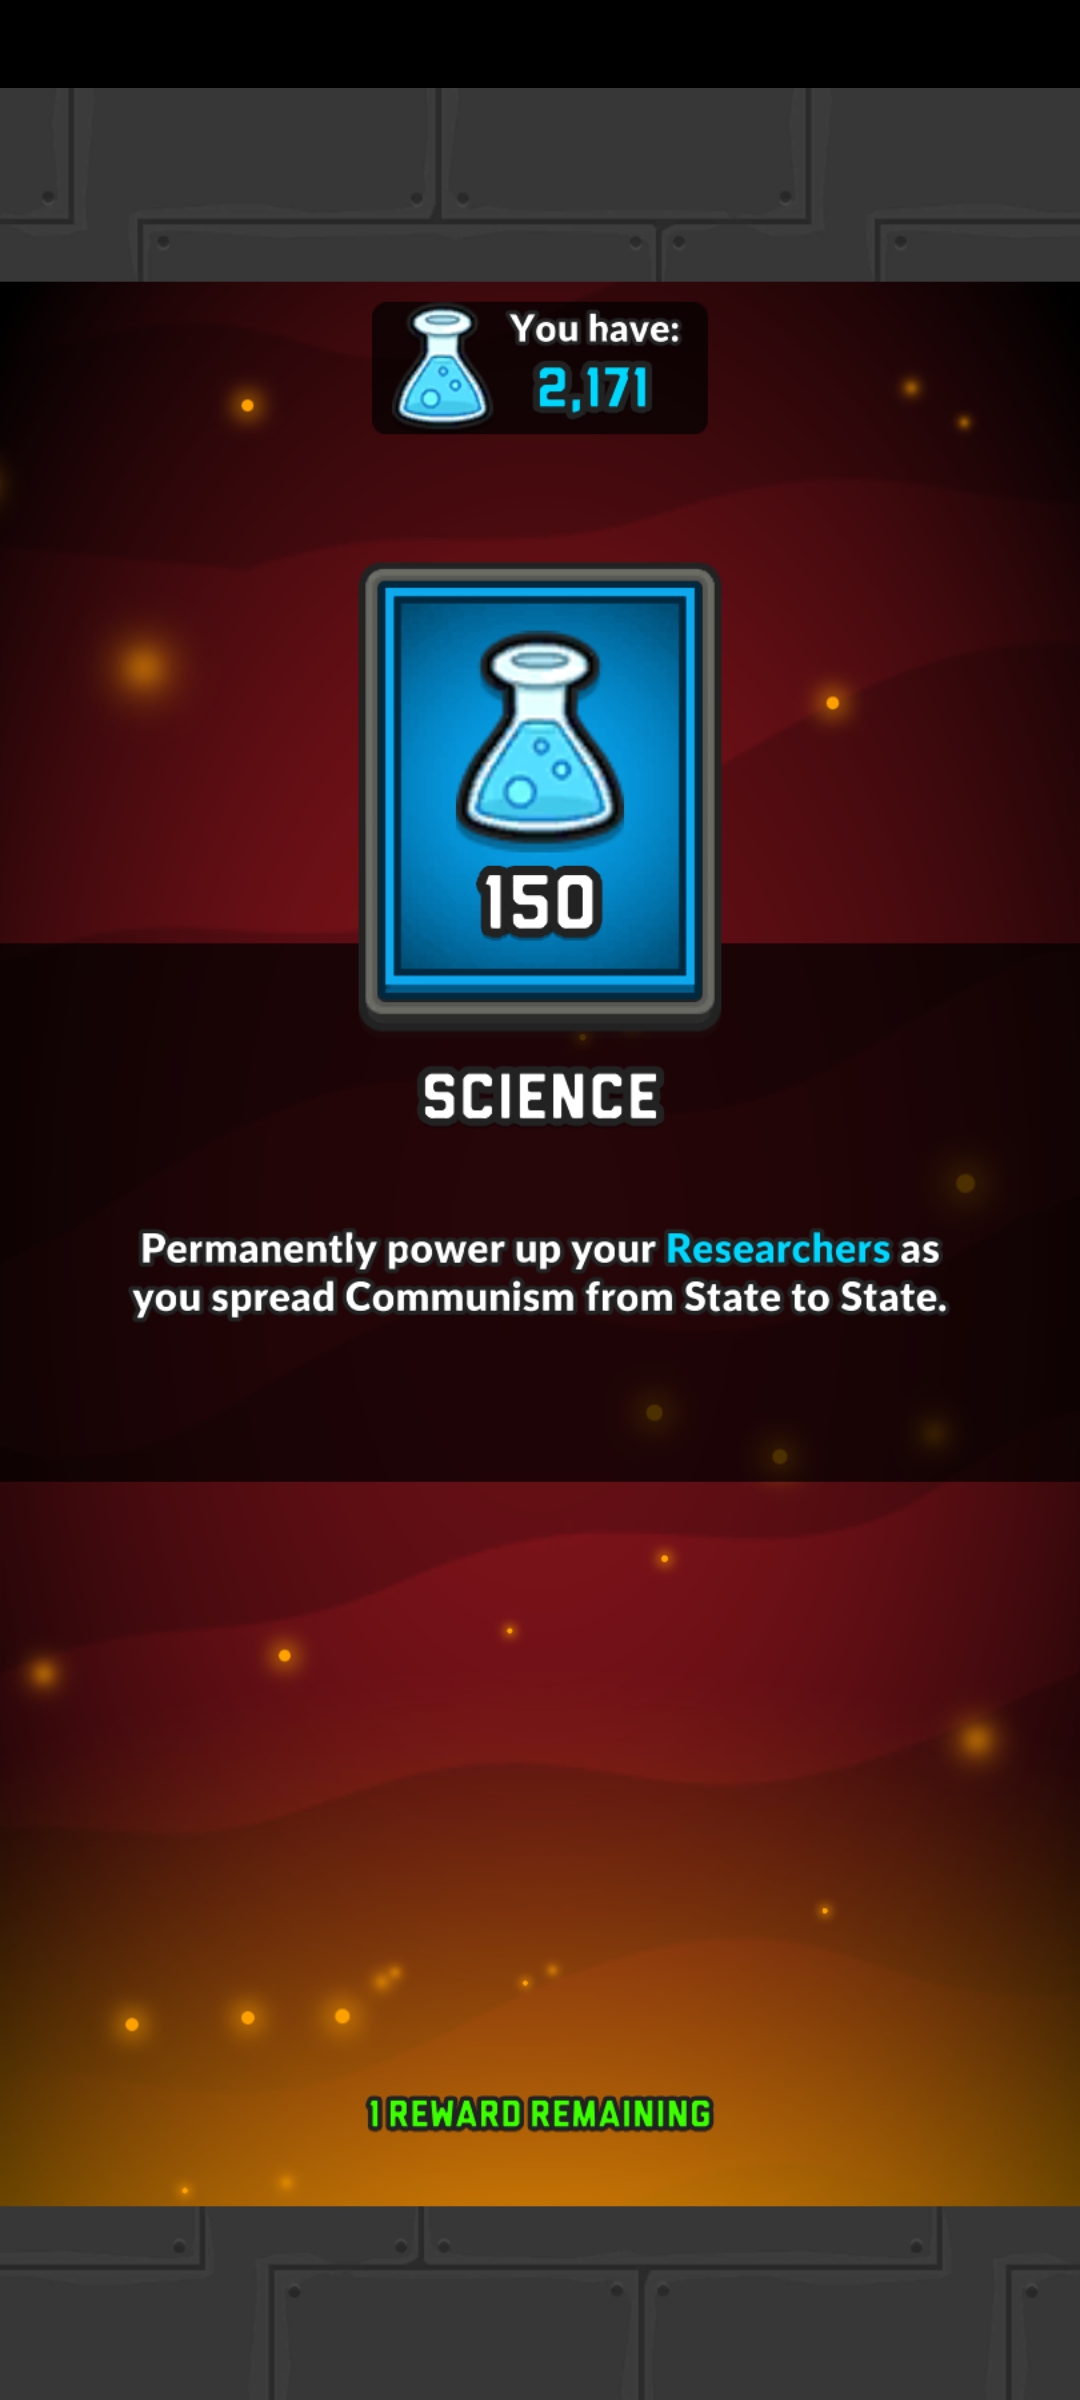 You have:
2,171
150
SCIENCE
Permanently power up your Researchers as
you spread Communism from State to State.
1 REWARD REMAINING